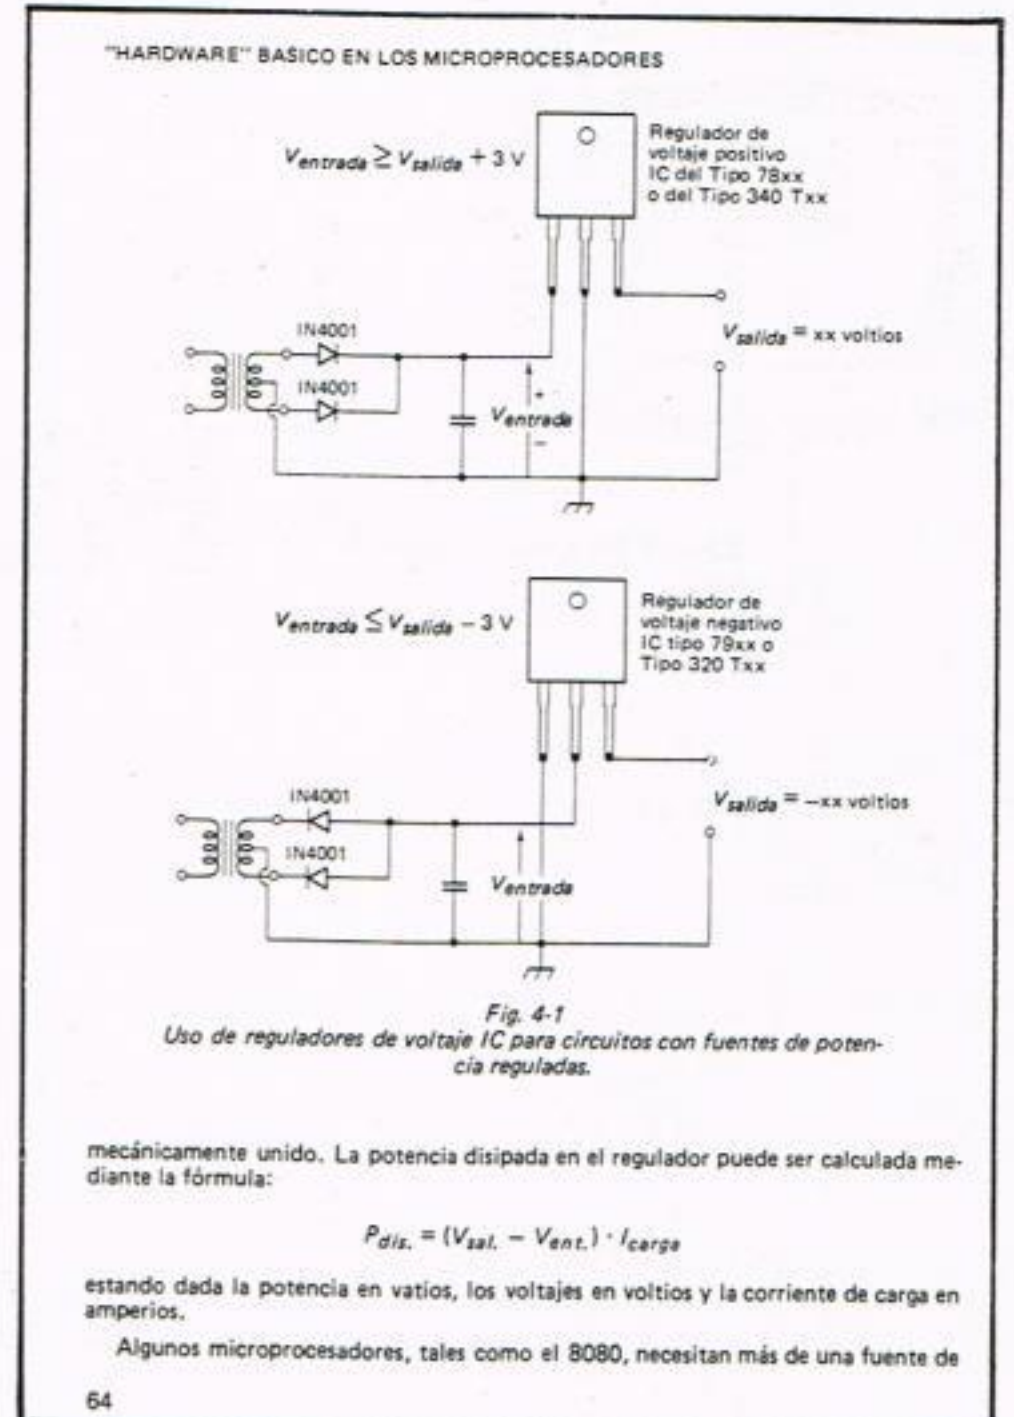 "HARDWARE" BASICO EN LOS MICROPROCESADORES
Ventrada ≥ Vsalida + 3 V
Regulador de
voltaje positivo
IC del Tipo 78xx
o del Tipo 340 Txx
IN4001
IN4001
Vsalida = xx voltios
+
Ventrada
−
Ventrada ≤ Vsalida − 3 V
Regulador de
voltaje negativo
IC tipo 79xx o
Tipo 320 Txx
IN4001
IN4001
Vsalida = −xx voltios
Ventrada
Fig. 4-1
Uso de reguladores de voltaje IC para circuitos con fuentes de poten-
cia reguladas.
mecánicamente unido. La potencia disipada en el regulador puede ser calculada me-
diante la fórmula:
Pdis. = (Vsal. − Vent.) · Icarga
estando dada la potencia en vatios, los voltajes en voltios y la corriente de carga en
amperios.
Algunos microprocesadores, tales como el 8080, necesitan más de una fuente de
64